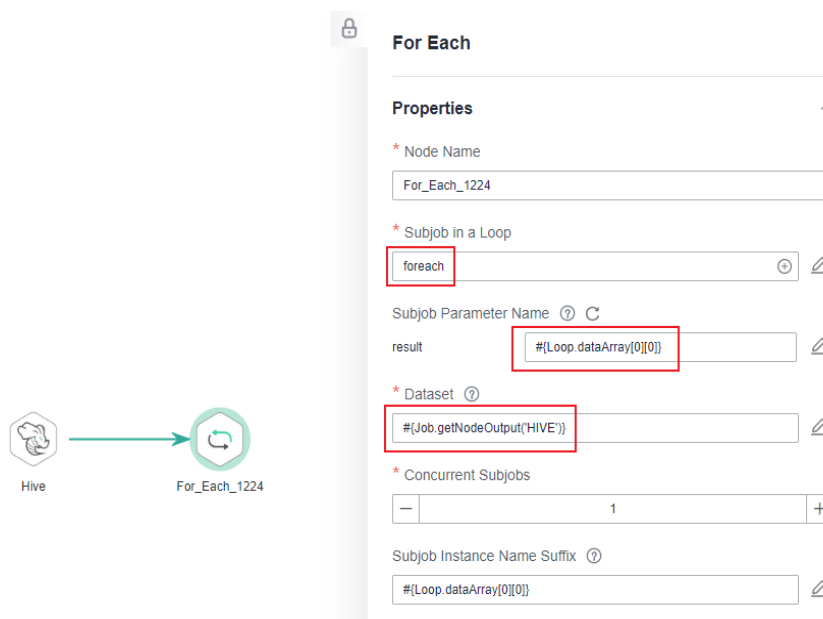 For Each
Properties
* Node Name
For_Each_1224
* Subjob in a Loop
foreach
Subjob Parameter Name
result #{Loop.dataArray[0][0]}
* Dataset
#{Job.getNodeOutput('HIVE')}
* Concurrent Subjobs
1
Subjob Instance Name Suffix
#{Loop.dataArray[0][0]}
Hive
For_Each_1224